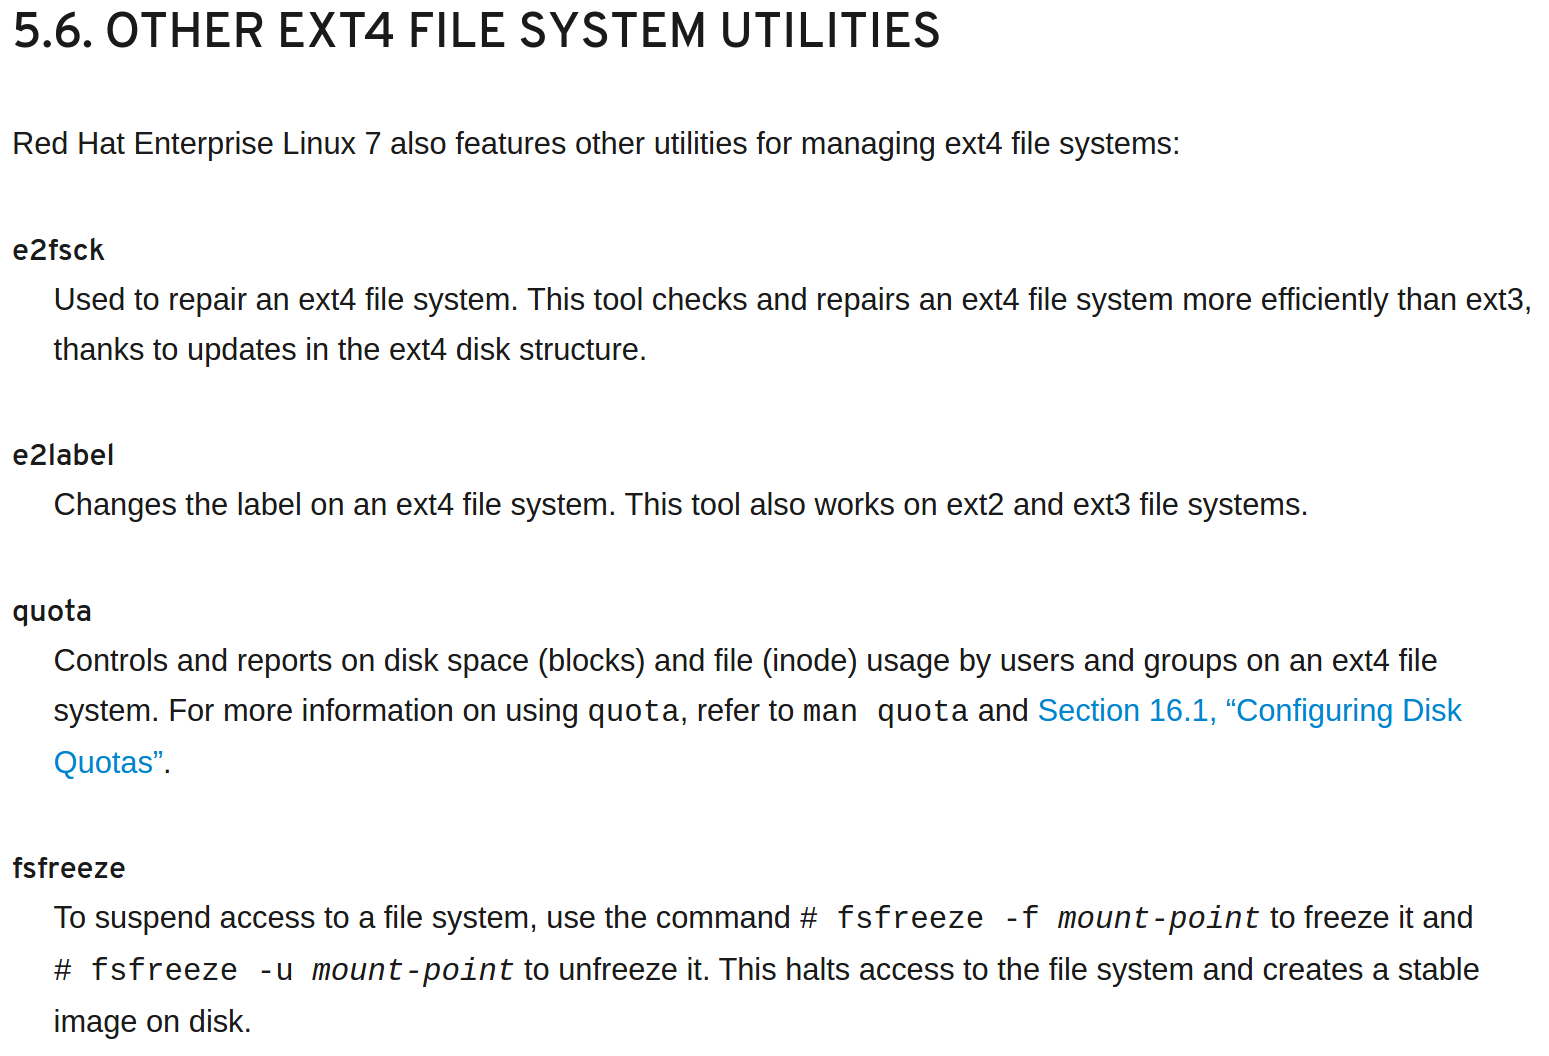 5.6. OTHER EXT4 FILE SYSTEM UTILITIES
Red Hat Enterprise Linux 7 also features other utilities for managing ext4 file systems:
e2fsck
Used to repair an ext4 file system. This tool checks and repairs an ext4 file system more efficiently than ext3,
thanks to updates in the ext4 disk structure.
e2label
Changes the label on an ext4 file system. This tool also works on ext2 and ext3 file systems.
quota
Controls and reports on disk space (blocks) and file (inode) usage by users and groups on an ext4 file
system. For more information on using quota, refer to man quota and Section 16.1, “Configuring Disk
Quotas”.
fsfreeze
To suspend access to a file system, use the command # fsfreeze -f mount-point to freeze it and
# fsfreeze -u mount-point to unfreeze it. This halts access to the file system and creates a stable
image on disk.